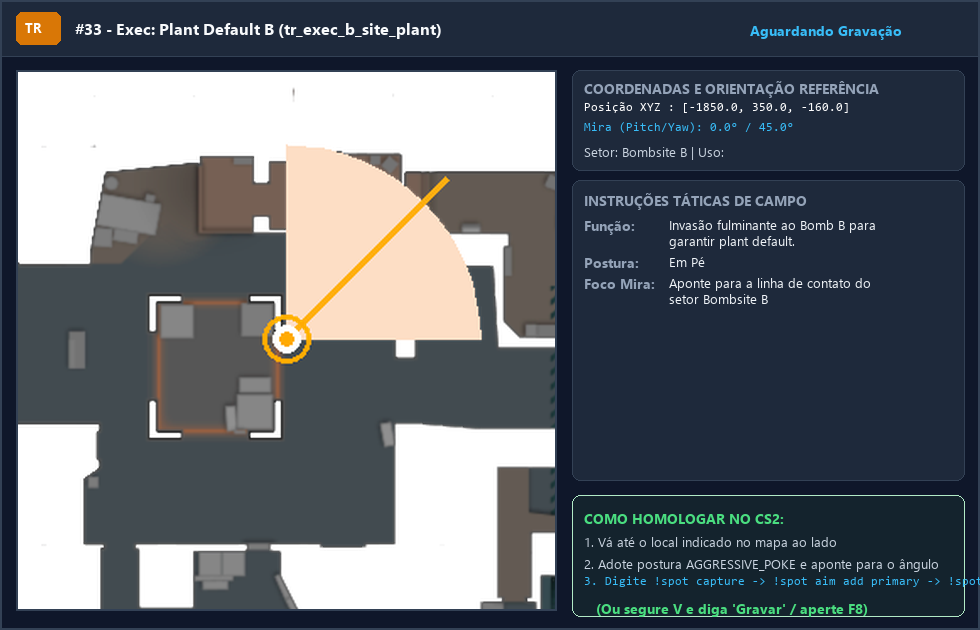 TR
#33 - Exec: Plant Default B (tr_exec_b_site_plant)
Aguardando Gravação
COORDENADAS E ORIENTAÇÃO REFERÊNCIA
Posição XYZ : [-1850.0, 350.0, -160.0]
Mira (Pitch/Yaw): 0.0° / 45.0°
Setor: Bombsite B | Uso:
INSTRUÇÕES TÁTICAS DE CAMPO
Função: Invasão fulminante ao Bomb B para
garantir plant default.
Postura: Em Pé
Foco Mira: Aponte para a linha de contato do
setor Bombsite B
COMO HOMOLOGAR NO CS2:
1. Vá até o local indicado no mapa ao lado
2. Adote postura AGGRESSIVE_POKE e aponte para o ângulo
3. Digite !spot capture -> !spot aim add primary -> !spot
(Ou segure V e diga 'Gravar' / aperte F8)